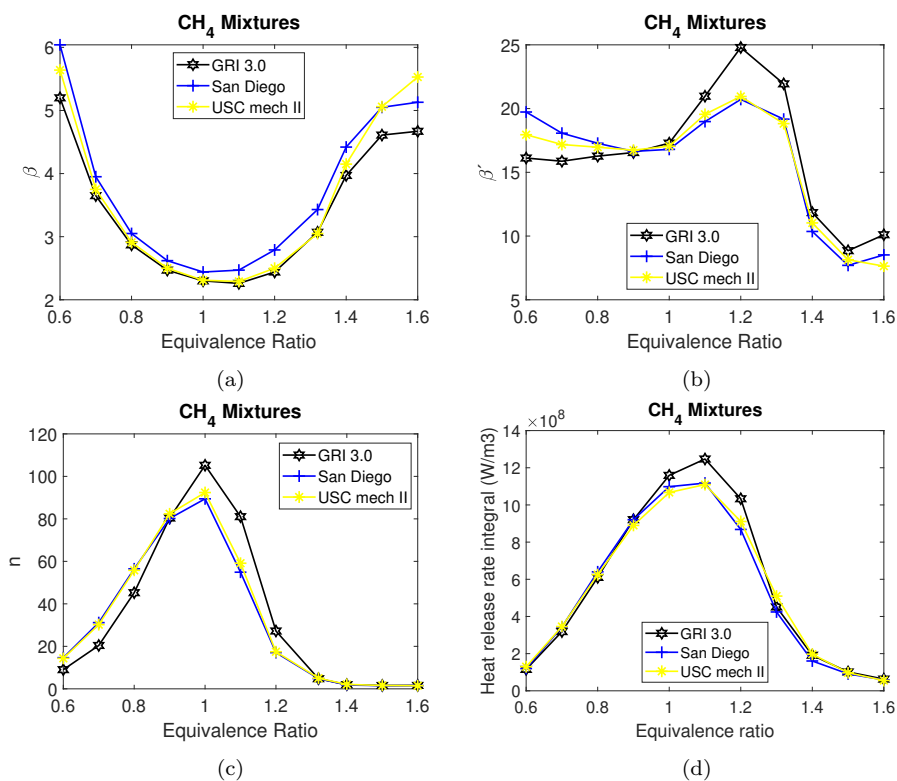 CH4 Mixtures
6
5
4
3
2
β
GRI 3.0
San Diego
USC mech II
0.6 0.8 1 1.2 1.4 1.6
Equivalence Ratio
(a)
CH4 Mixtures
25
20
15
10
5
β´
GRI 3.0
San Diego
USC mech II
0.6 0.8 1 1.2 1.4 1.6
Equivalence Ratio
(b)
CH4 Mixtures
120
100
80
60
40
20
0
n
GRI 3.0
San Diego
USC mech II
0.6 0.8 1 1.2 1.4 1.6
Equivalence Ratio
(c)
CH4 Mixtures
×10^8
14
12
10
8
6
4
2
0
Heat release rate integral (W/m3)
GRI 3.0
San Diego
USC mech II
0.6 0.8 1 1.2 1.4 1.6
Equivalence ratio
(d)